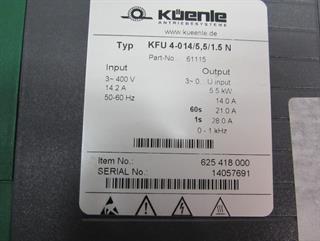 KÜENLE
ANTRIEBSSYSTEME
www.kueenle.de
Typ KFU 4-014/5,5/1.5 N
Part-No.: 61115
Input Output
3~ 400 V 3~ 0... U input
14.2 A 5.5 kW
50-60 Hz 14.0 A
60s 21.0 A
1s 28.0 A
0 - 1 kHz
Item No.: 625 418 000
SERIAL No.: 14057691